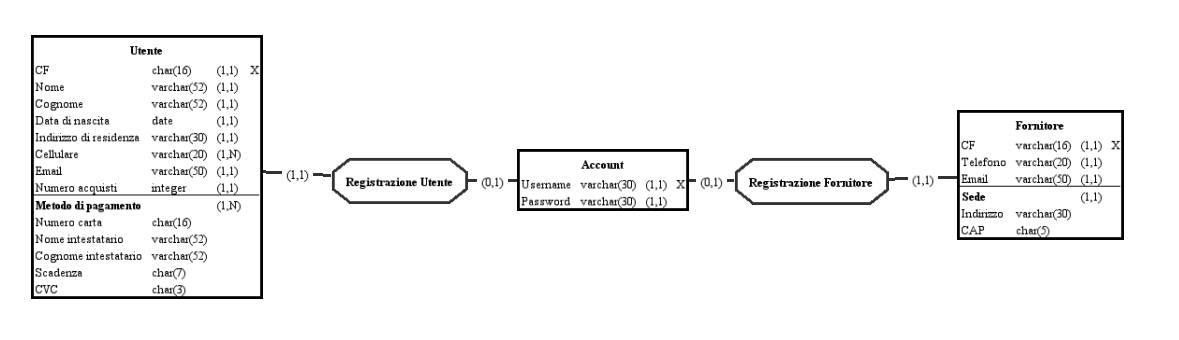 Utente
CF char(16) (1,1) X
Nome varchar(52) (1,1)
Cognome varchar(52) (1,1)
Data di nascita date (1,1)
Indirizzo di residenza varchar(30) (1,1)
Cellulare varchar(20) (1,N)
Email varchar(50) (1,1)
Numero acquisti integer (1,1)
Metodo di pagamento (1,N)
Numero carta char(16)
Nome intestatario varchar(52)
Cognome intestatario varchar(52)
Scadenza char(7)
CVC char(3)
(1,1)
Registrazione Utente
(0,1)
Account
Username varchar(30) (1,1) X
Password varchar(30) (1,1)
(0,1)
Registrazione Fornitore
(1,1)
Fornitore
CF varchar(16) (1,1) X
Telefono varchar(20) (1,1)
Email varchar(50) (1,1)
Sede (1,1)
Indirizzo varchar(30)
CAP char(5)